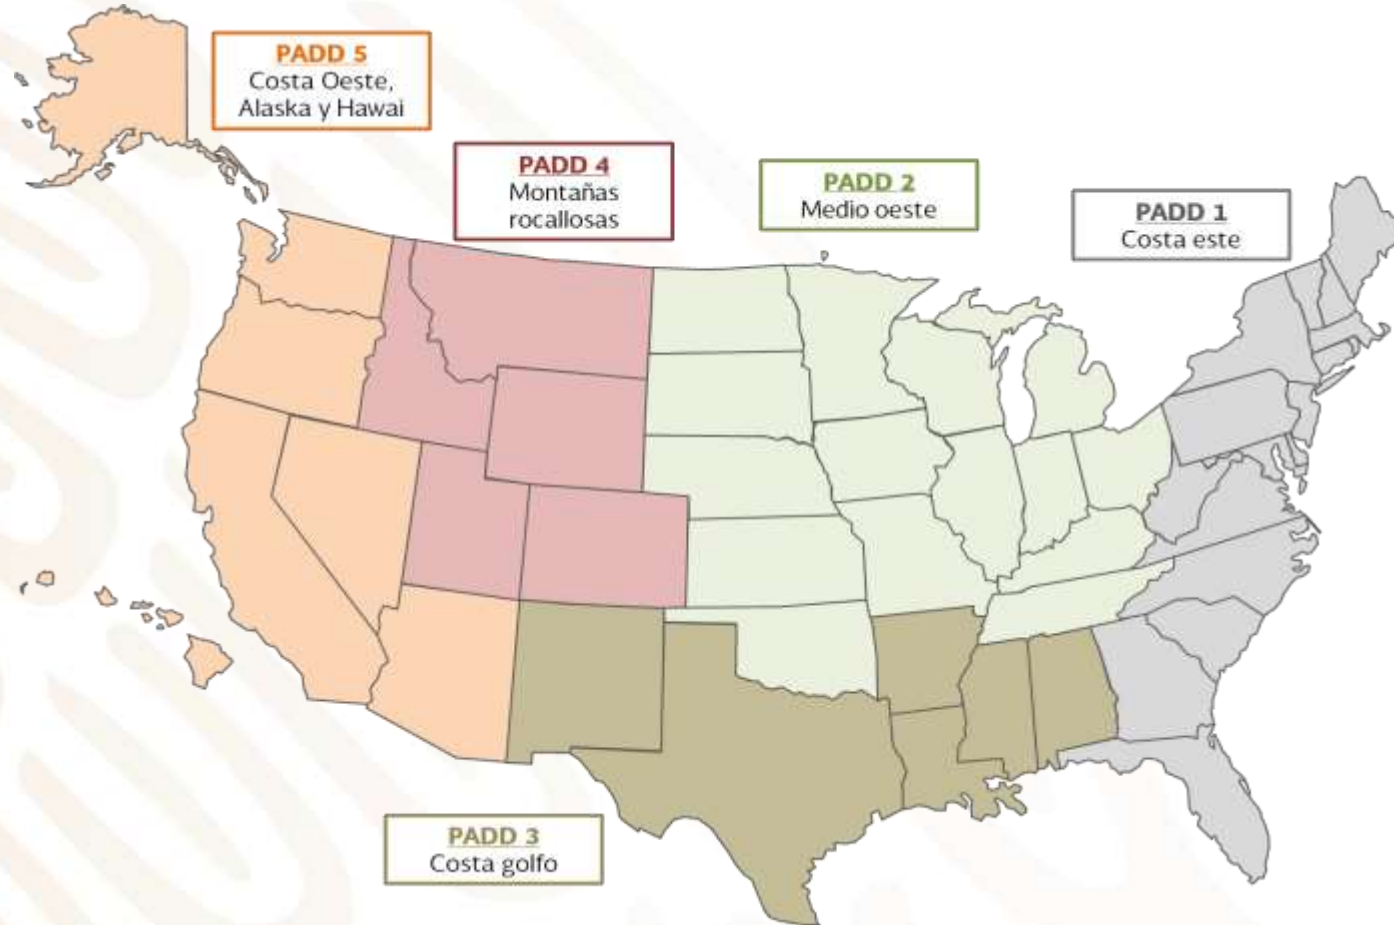 PADD 5
Costa Oeste,
Alaska y Hawai
PADD 4
Montañas
rocallosas
PADD 2
Medio oeste
PADD 1
Costa este
PADD 3
Costa golfo